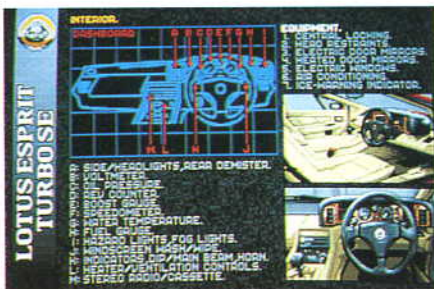 LOTUS ESPRIT
TURBO SE
INTERIOR.
DASHBOARD
A B C D E F G H I
M L K J
A: SIDE/HEADLIGHTS, REAR DEMISTER.
B: VOLTMETER.
C: OIL PRESSURE.
D: REV COUNTER.
E: BOOST GAUGE.
F: SPEEDOMETER.
G: WATER TEMPERATURE.
H: FUEL GAUGE.
I: HAZARD LIGHTS, FOG LIGHTS.
J: WINDSCREEN WASH/WIPE.
K: INDICATORS, DIP/MAIN BEAM, HORN.
L: HEATER/VENTILATION CONTROLS.
M: STEREO RADIO/CASSETTE.
EQUIPMENT.
1. CENTRAL LOCKING.
2. HEAD RESTRAINTS.
3. ELECTRIC DOOR MIRRORS.
4. HEATED DOOR MIRRORS.
5. ELECTRIC WINDOWS.
6. AIR CONDITIONING.
7. ICE-WARNING INDICATOR.